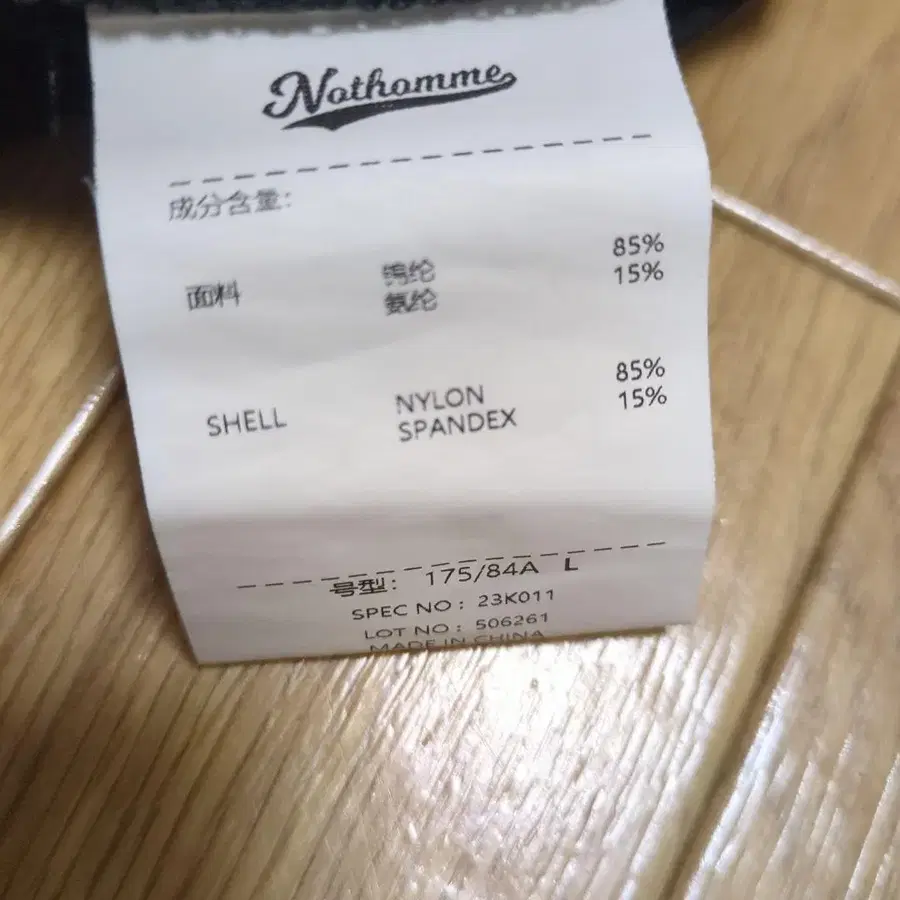 Nothomme
成分含量:
面料 锦纶 85%
氨纶 15%
SHELL NYLON 85%
SPANDEX 15%
号型: 175/84A L
SPEC NO : 23K011
LOT NO : 506261
MADE IN CHINA